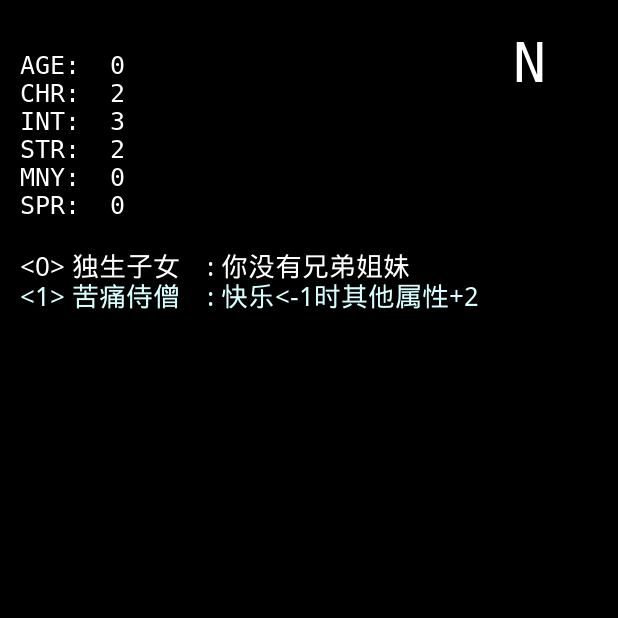 N
AGE: 0
CHR: 2
INT: 3
STR: 2
MNY: 0
SPR: 0
<0> 独生子女 : 你没有兄弟姐妹
<1> 苦痛侍僧 : 快乐<-1时其他属性+2